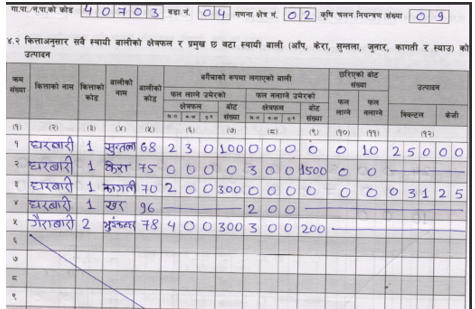 गा.पा./न.पा.को कोड 4 0 7 0 3 वडा नं. 0 4 गणना क्षेत्र नं. 0 2 कृषि चलन नियन्त्रण संख्या 0 9
४.२ कित्ताअनुसार सबै स्थायी बालीको क्षेत्रफल र प्रमुख छ वटा स्थायी बाली (आँप, केरा, सुन्तला, जुनार, कागती र स्याउ) को
उत्पादन
क्रम संख्या कित्ताको नाम कित्ताको कोड बालीको नाम बालीको कोड बगैंचाको रुपमा लगाएको बाली छरिएको बोट संख्या उत्पादन
फल लाग्ने उमेरको फल नलाग्ने उमेरको फल लाग्ने फल नलाग्ने क्विन्टल केजी
क्षेत्रफल बोट संख्या क्षेत्रफल बोट संख्या
(१) (२) (३) (४) (५) (६) (७) (८) (९) (१०) (११) (१२)
१ घरबारी 1 सुन्तला 68 2 3 0 100 0 0 0 0 0 10 2 5 0 0 0
२ घरबारी 1 केरा 75 0 0 0 0 3 0 0 1500 0 0
३ घरबारी 1 कागती 70 2 0 0 300 0 0 0 0 0 0 0 3 1 2 5
४ घरबारी 1 खर 96 2 0 0
५ गैराबारी 2 78 4 0 0 300 3 0 0 200
६
७
८
९